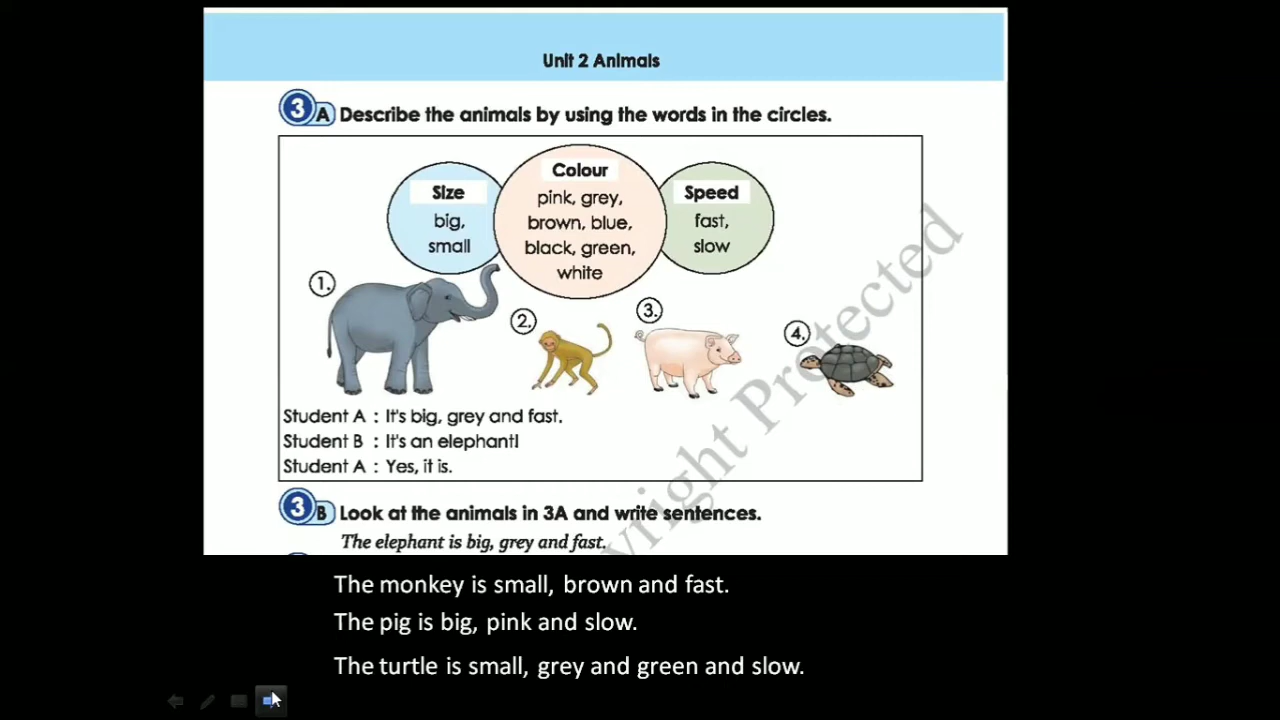 Unit 2 Animals
3 A Describe the animals by using the words in the circles.
Size
big,
small
Colour
pink, grey,
brown, blue,
black, green,
white
Speed
fast,
slow
1.
2.
3.
4.
Student A : It's big, grey and fast.
Student B : It's an elephant!
Student A : Yes, it is.
3 B Look at the animals in 3A and write sentences.
The elephant is big, grey and fast.
The monkey is small, brown and fast.
The pig is big, pink and slow.
The turtle is small, grey and green and slow.
yright Protected